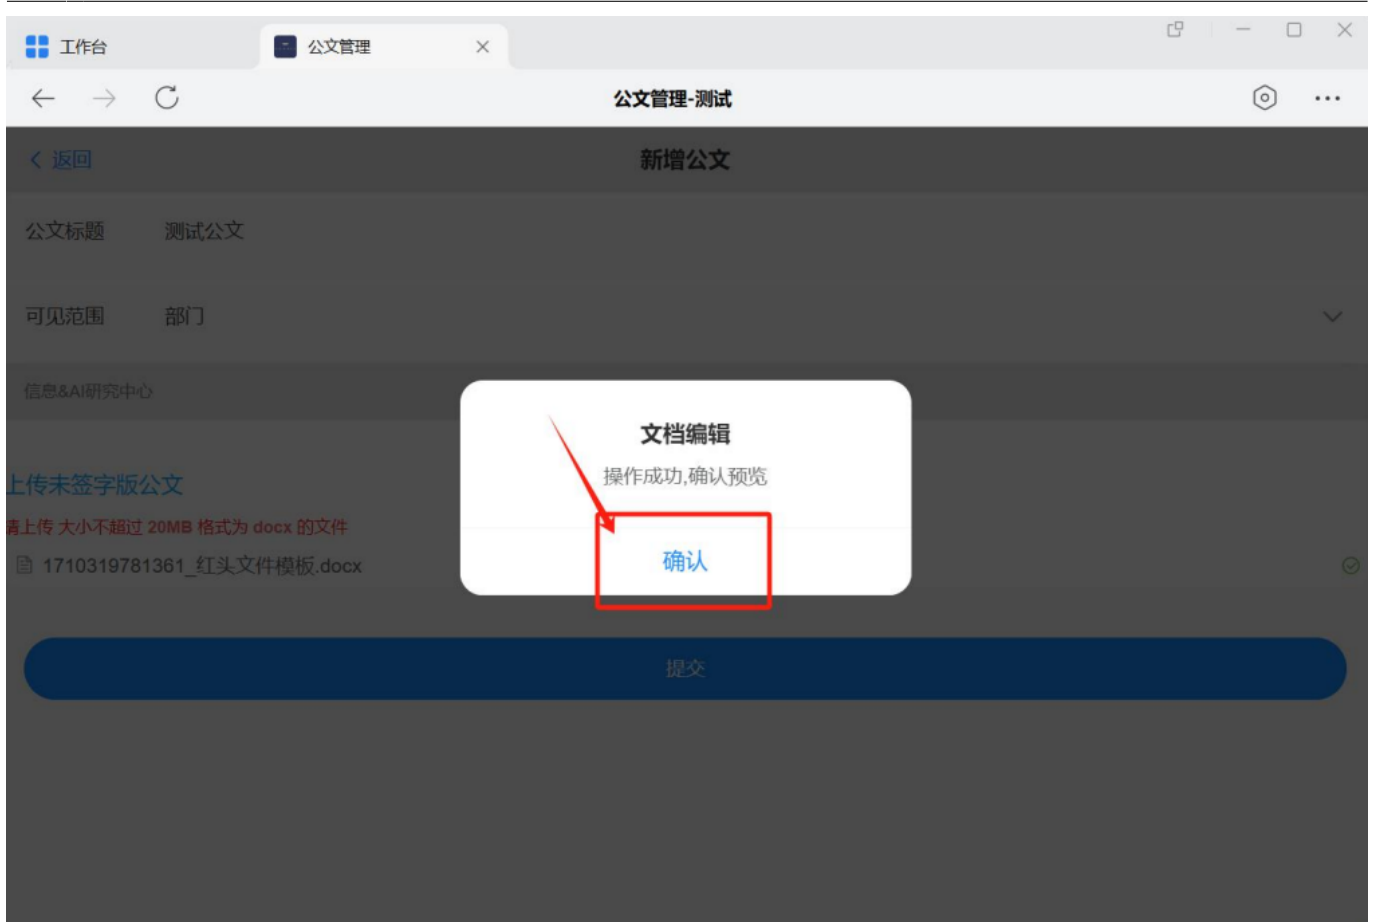 工作台
公文管理
公文管理-测试
返回
新增公文
公文标题 测试公文
可见范围 部门
信息&AI研究中心
文档编辑
操作成功,确认预览
确认
上传未签字版公文
请上传 大小不超过 20MB 格式为 docx 的文件
1710319781361_红头文件模板.docx
提交